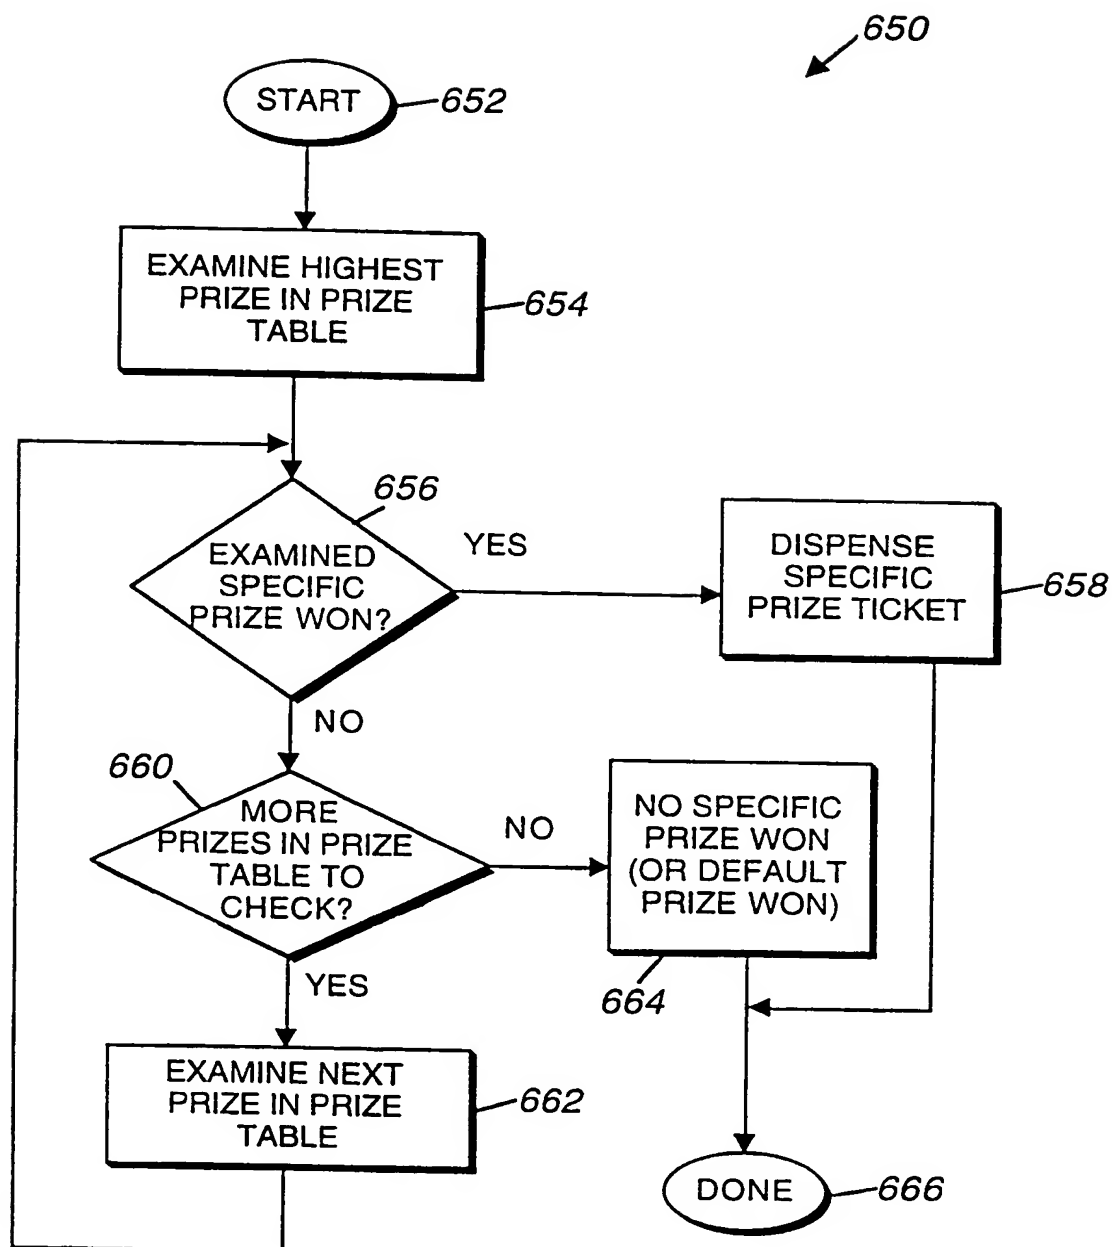 650
START
652
EXAMINE HIGHEST
PRIZE IN PRIZE
TABLE
654
656
EXAMINED
SPECIFIC
PRIZE WON?
YES
DISPENSE
SPECIFIC
PRIZE TICKET
658
NO
660
MORE
PRIZES IN PRIZE
TABLE TO
CHECK?
NO
NO SPECIFIC
PRIZE WON
(OR DEFAULT
PRIZE WON)
664
YES
EXAMINE NEXT
PRIZE IN PRIZE
TABLE
662
DONE
666